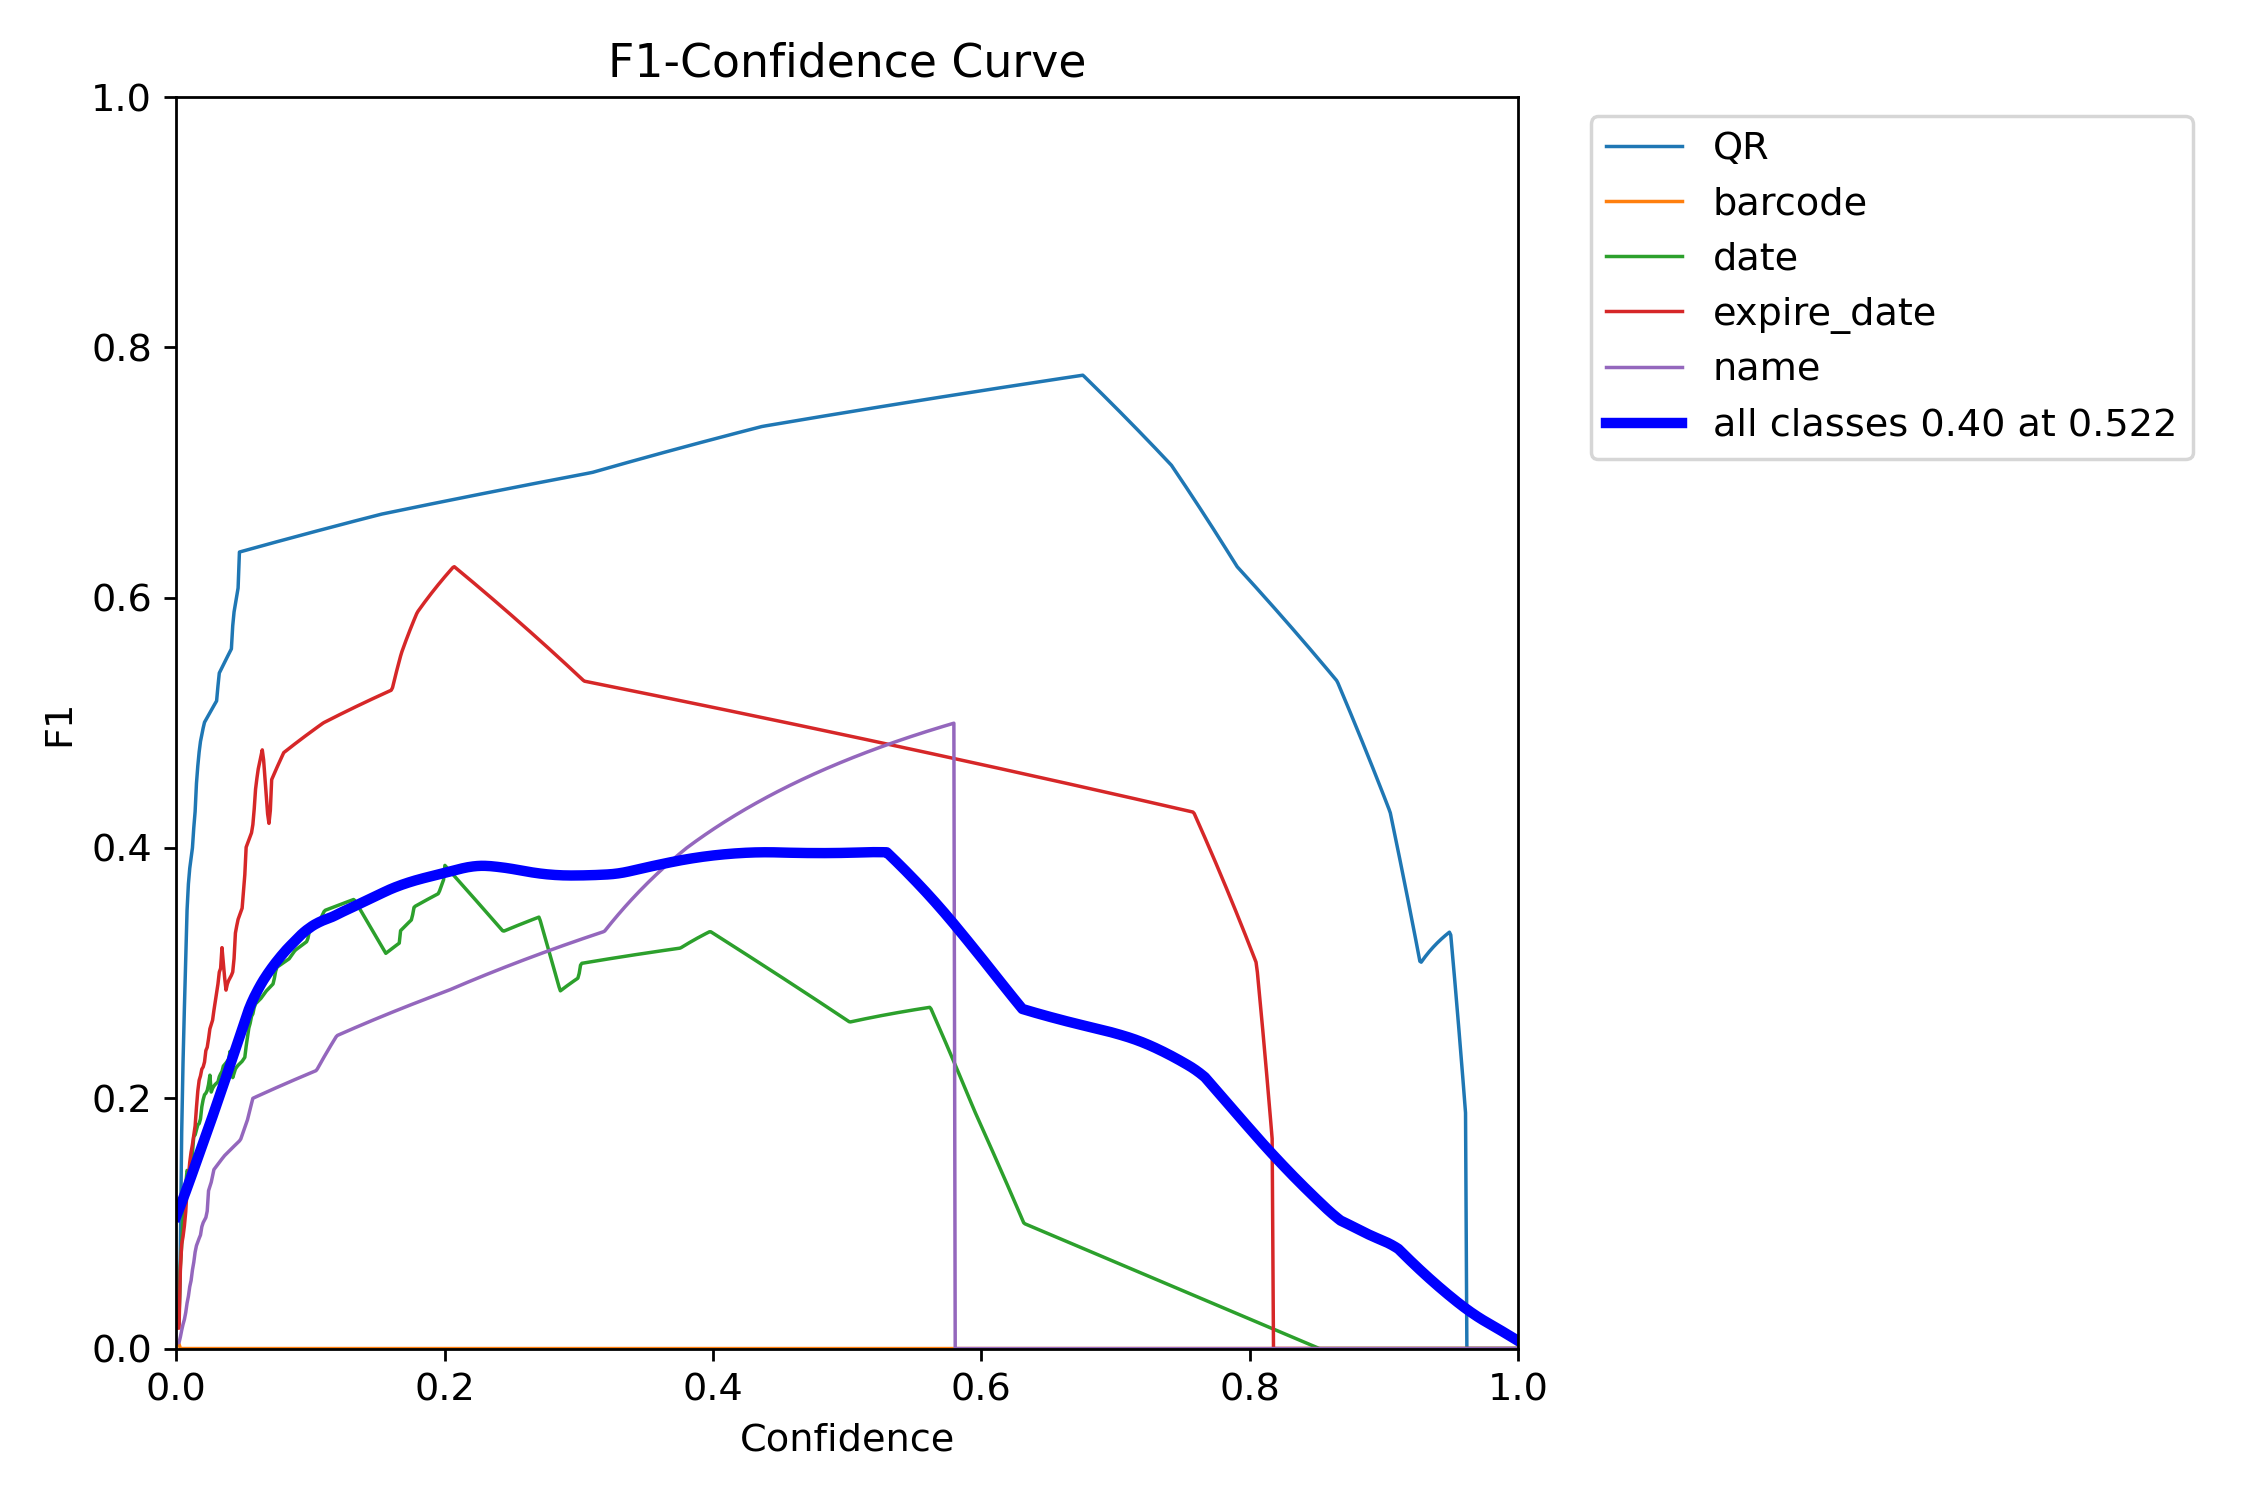 F1-Confidence Curve
1.0
0.8
0.6
0.4
0.2
0.0
F1
0.0 0.2 0.4 0.6 0.8 1.0
Confidence
QR
barcode
date
expire_date
name
all classes 0.40 at 0.522